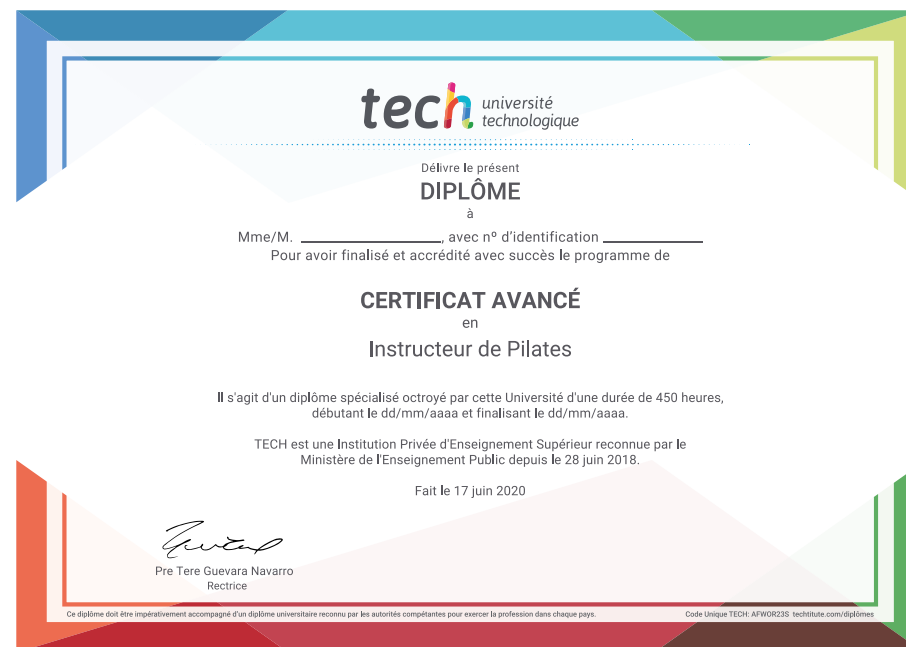 tech université
technologique
Délivre le présent
DIPLÔME
à
Mme/M. ____________________, avec nº d'identification ______________
Pour avoir finalisé et accrédité avec succès le programme de
CERTIFICAT AVANCÉ
en
Instructeur de Pilates
Il s'agit d'un diplôme spécialisé octroyé par cette Université d'une durée de 450 heures,
débutant le dd/mm/aaaa et finalisant le dd/mm/aaaa.
TECH est une Institution Privée d'Enseignement Supérieur reconnue par le
Ministère de l'Enseignement Public depuis le 28 juin 2018.
Fait le 17 juin 2020
Pre Tere Guevara Navarro
Rectrice
Ce diplôme doit être impérativement accompagné d'un diplôme universitaire reconnu par les autorités compétantes pour exercer la profession dans chaque pays.
Code Unique TECH: AFWOR23S techtitute.com/diplômes